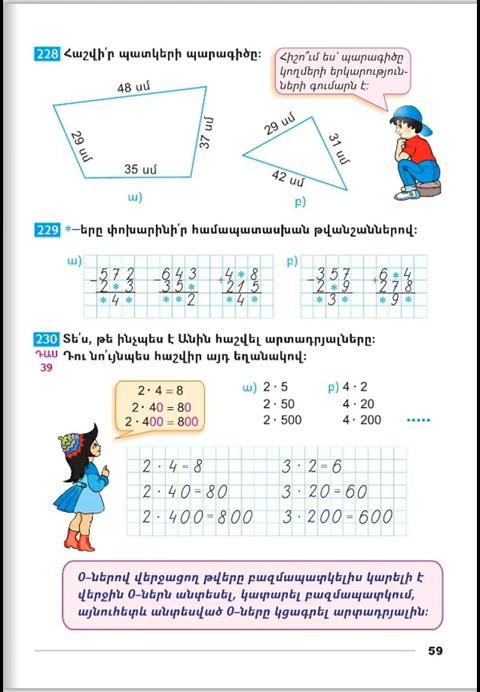 228 Հաշվի՛ր պատկերի պարագիծը:
Հիշո՞ւմ ես՝ պարագիծը
կողմերի երկարություն-
ների գումարն է:
48 սմ
29 սմ
37 սմ
35 սմ
29 սմ
31 սմ
42 սմ
ա)
բ)
229 *–երը փոխարինի՛ր համապատասխան թվանշաններով:
ա) -572 -643 +4*8 բ) -357 +6*4
2*3 35* 215 2*9 278
*4* **2 *4* *3* *9*
230 Տե՛ս, թե ինչպես է Անին հաշվել արտադրյալները:
ԴԱՍ Դու նո՛ւյնպես հաշվիր այդ եղանակով:
39
2 · 4 = 8
2 · 40 = 80
2 · 400 = 800
ա) 2 · 5 բ) 4 · 2
2 · 50 4 · 20 .....
2 · 500 4 · 200
2 · 4 = 8 3 · 2 = 6
2 · 40 = 80 3 · 20 = 60
2 · 400 = 800 3 · 200 = 600
0–ներով վերջացող թվերը բազմապատկելիս կարելի է
վերջին 0–ներն անտեսել, կատարել բազմապատկում,
այնուհետև անտեսված 0–ները կցագրել արտադրյալին:
59